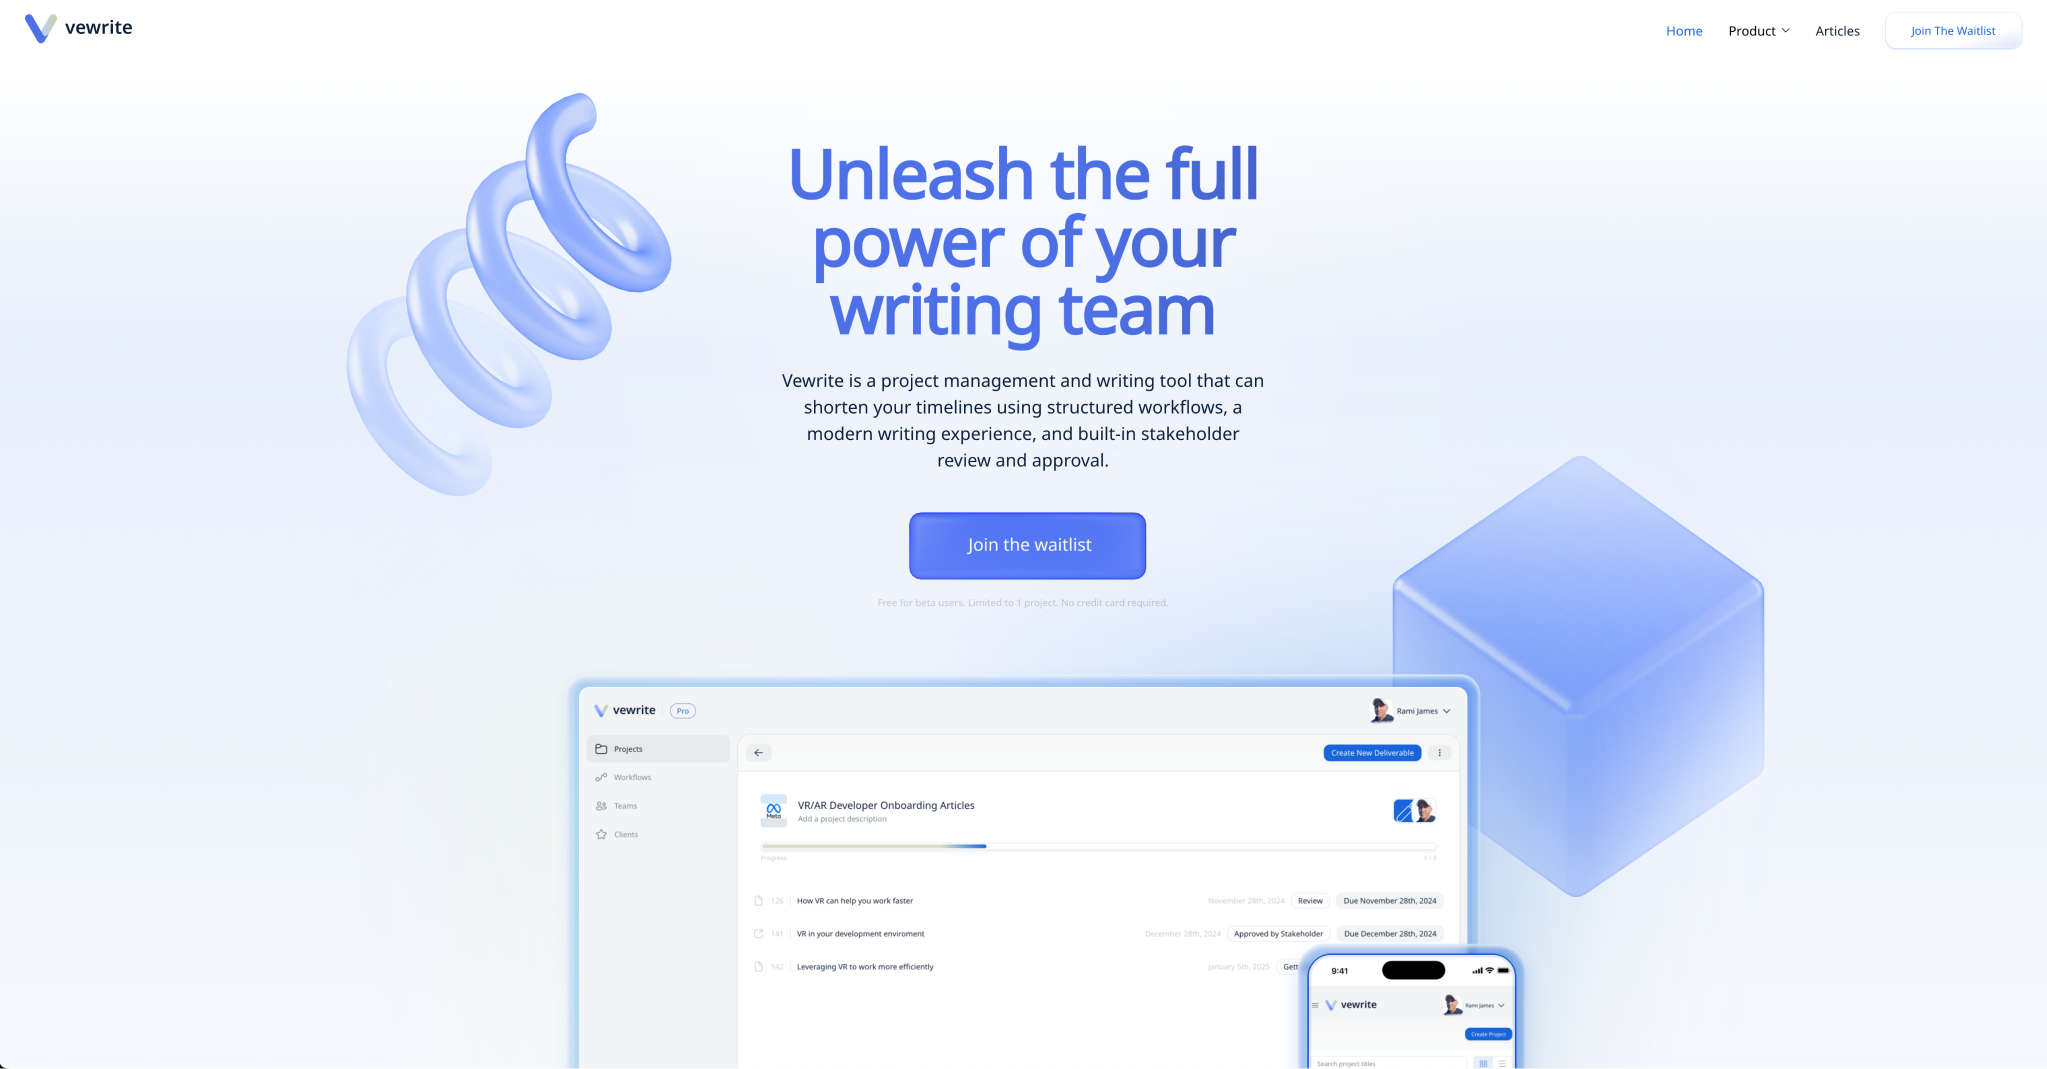 vewrite
Home
Product
Articles
Join The Waitlist
Unleash the full
power of your
writing team
Vewrite is a project management and writing tool that can
shorten your timelines using structured workflows, a
modern writing experience, and built-in stakeholder
review and approval.
Join the waitlist
Free for beta users. Limited to 1 project. No credit card required.
vewrite
Pro
Rami James
Projects
Workflows
Teams
Clients
Create New Deliverable
Meta
VR/AR Developer Onboarding Articles
Add a project description
Progress
1 / 3
126 How VR can help you work faster November 28th, 2024 Review Due November 28th, 2024
141 VR in your development enviroment December 28th, 2024 Approved by Stakeholder Due December 28th, 2024
142 Leveraging VR to work more efficiently January 5th, 2025 Gett
9:41
vewrite
Rami James
Create Project
Search project titles